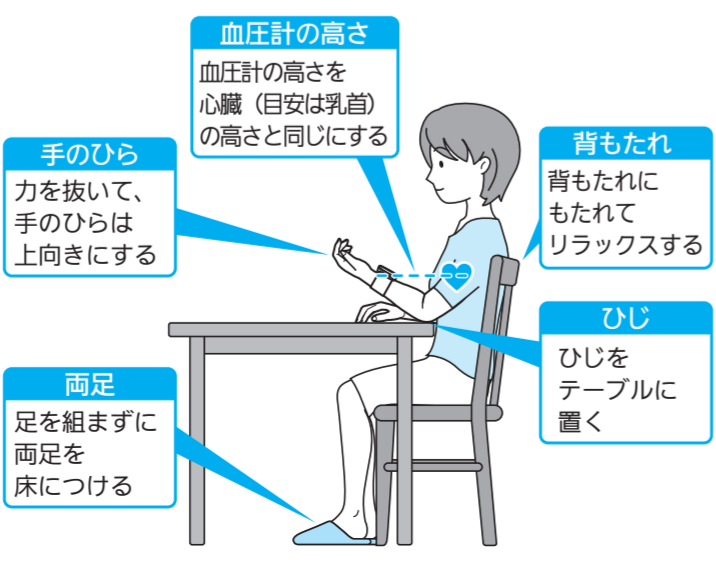 血圧計の高さ
血圧計の高さを
心臓（目安は乳首）
の高さと同じにする
手のひら
力を抜いて、
手のひらは
上向きにする
背もたれ
背もたれに
もたれて
リラックスする
ひじ
ひじを
テーブルに
置く
両足
足を組まずに
両足を
床につける